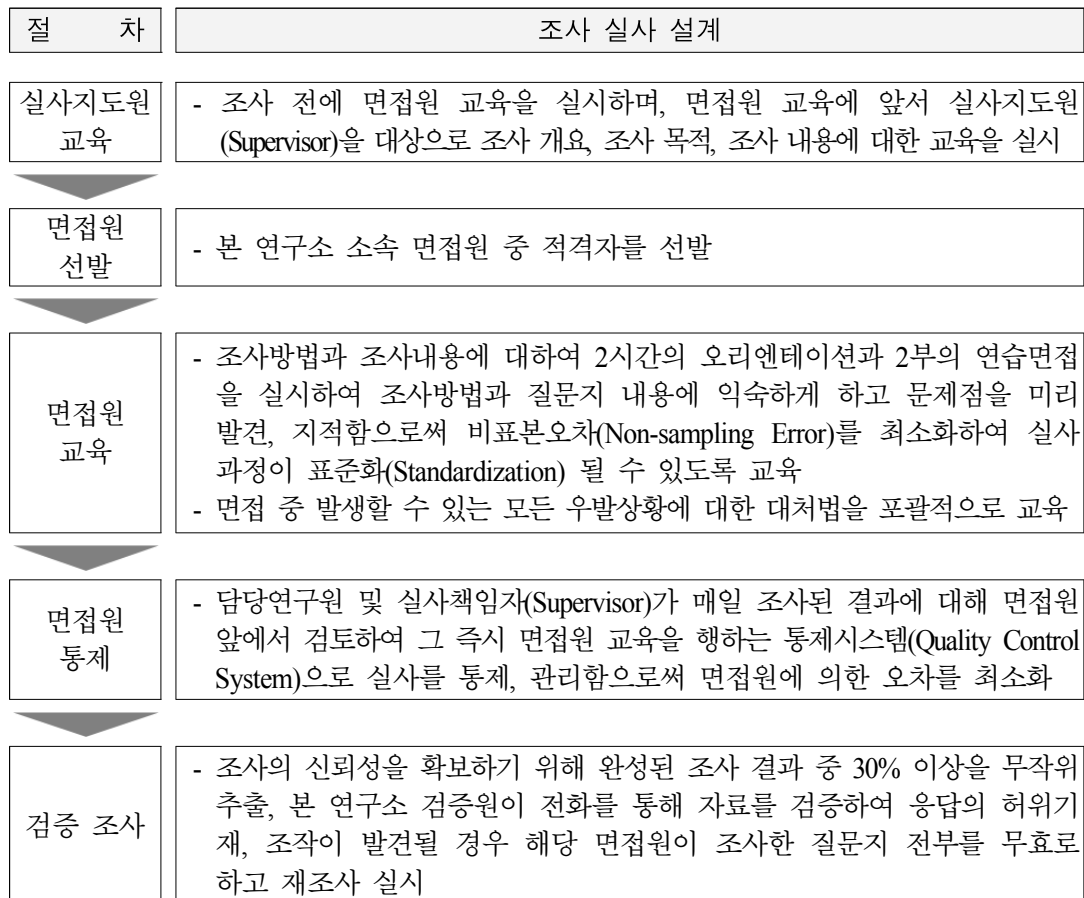 절 차
조사 실사 설계
실사지도원
교육
- 조사 전에 면접원 교육을 실시하며, 면접원 교육에 앞서 실사지도원
(Supervisor)을 대상으로 조사 개요, 조사 목적, 조사 내용에 대한 교육을 실시
면접원
선발
- 본 연구소 소속 면접원 중 적격자를 선발
면접원
교육
- 조사방법과 조사내용에 대하여 2시간의 오리엔테이션과 2부의 연습면접
을 실시하여 조사방법과 질문지 내용에 익숙하게 하고 문제점을 미리
발견, 지적함으로써 비표본오차(Non-sampling Error)를 최소화하여 실사
과정이 표준화(Standardization) 될 수 있도록 교육
- 면접 중 발생할 수 있는 모든 우발상황에 대한 대처법을 포괄적으로 교육
면접원
통제
- 담당연구원 및 실사책임자(Supervisor)가 매일 조사된 결과에 대해 면접원
앞에서 검토하여 그 즉시 면접원 교육을 행하는 통제시스템(Quality Control
System)으로 실사를 통제, 관리함으로써 면접원에 의한 오차를 최소화
검증 조사
- 조사의 신뢰성을 확보하기 위해 완성된 조사 결과 중 30% 이상을 무작위
추출, 본 연구소 검증원이 전화를 통해 자료를 검증하여 응답의 허위기
재, 조작이 발견될 경우 해당 면접원이 조사한 질문지 전부를 무효로
하고 재조사 실시